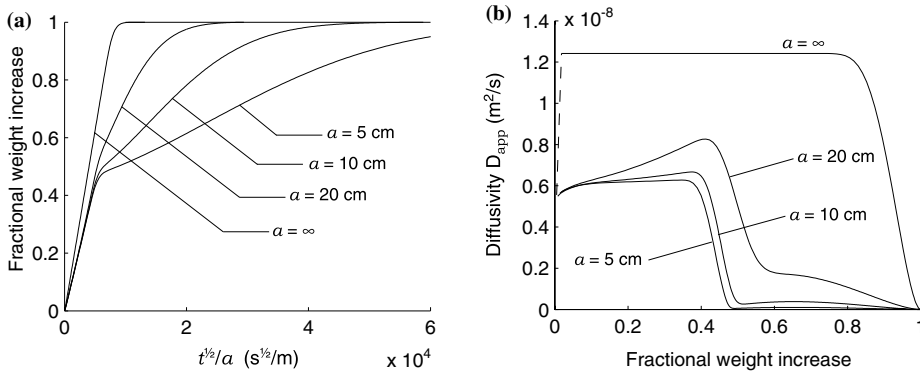 (a)
Fractional weight increase
1
0.8
0.6
0.4
0.2
0
a = 5 cm
a = 10 cm
a = 20 cm
a = ∞
0 2 4 6
t½/a (s½/m)
x 10⁴
(b)
x 10⁻⁸
Diffusivity Dapp (m²/s)
1.4
1.2
1
0.8
0.6
0.4
0.2
0
a = ∞
a = 20 cm
a = 10 cm
a = 5 cm
0 0.2 0.4 0.6 0.8 1
Fractional weight increase